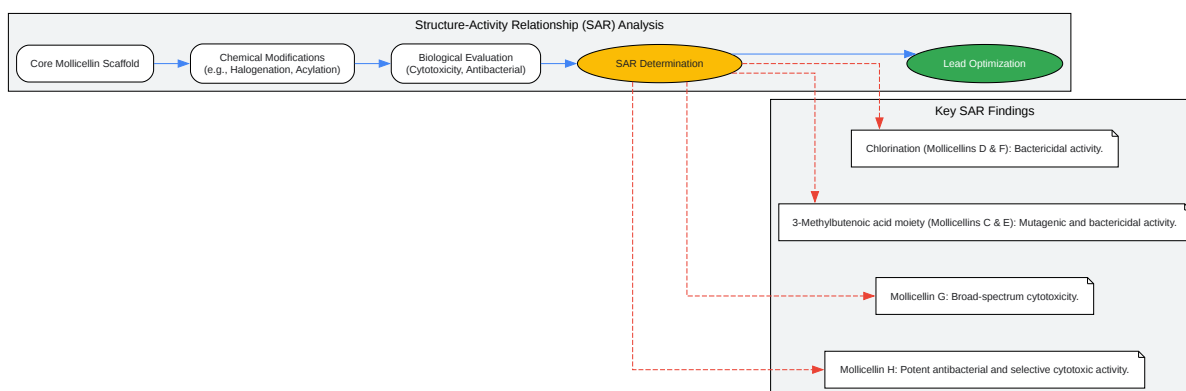 Structure-Activity Relationship (SAR) Analysis
Core Mollicellin Scaffold
Chemical Modifications
(e.g., Halogenation, Acylation)
Biological Evaluation
(Cytotoxicity, Antibacterial)
SAR Determination
Lead Optimization
Key SAR Findings
Chlorination (Mollicellins D & F): Bactericidal activity.
3-Methylbutenoic acid moiety (Mollicellins C & E): Mutagenic and bactericidal activity.
Mollicellin G: Broad-spectrum cytotoxicity.
Mollicellin H: Potent antibacterial and selective cytotoxic activity.